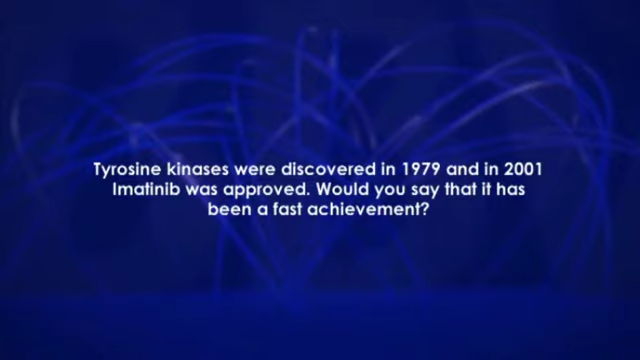 Tyrosine kinases were discovered in 1979 and in 2001
Imatinib was approved. Would you say that it has
been a fast achievement?